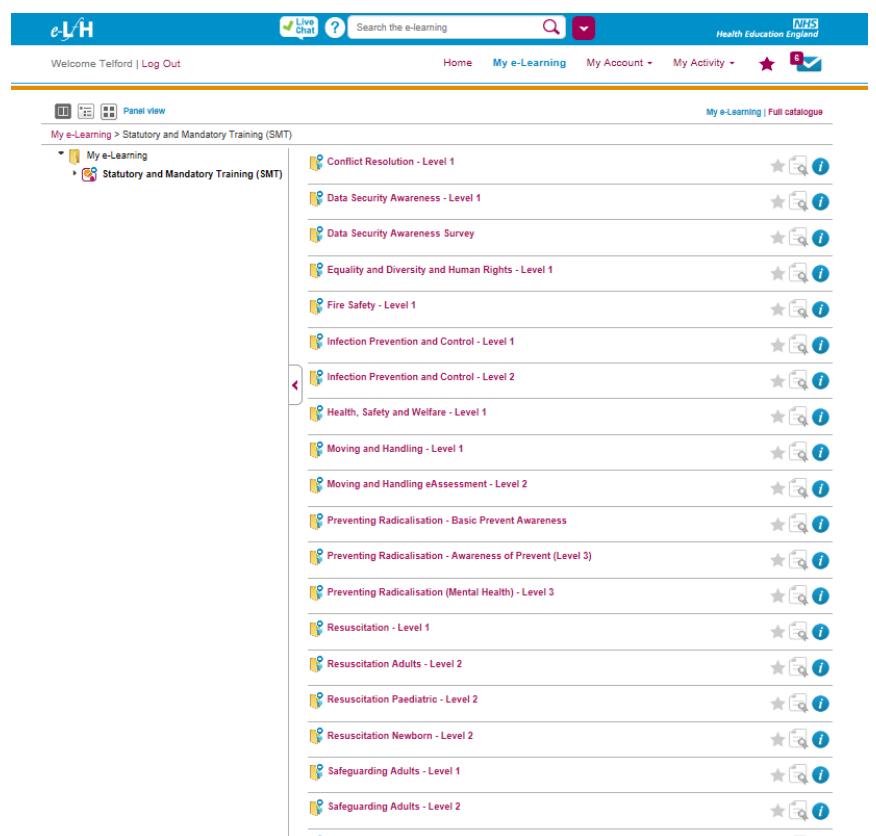 e-LfH
Live Chat
?
Search the e-learning
NHS
Health Education England
Welcome Telford | Log Out
Home
My e-Learning
My Account
My Activity
6
Panel view
My e-Learning | Full catalogue
My e-Learning > Statutory and Mandatory Training (SMT)
My e-Learning
Statutory and Mandatory Training (SMT)
Conflict Resolution - Level 1
Data Security Awareness - Level 1
Data Security Awareness Survey
Equality and Diversity and Human Rights - Level 1
Fire Safety - Level 1
Infection Prevention and Control - Level 1
Infection Prevention and Control - Level 2
Health, Safety and Welfare - Level 1
Moving and Handling - Level 1
Moving and Handling eAssessment - Level 2
Preventing Radicalisation - Basic Prevent Awareness
Preventing Radicalisation - Awareness of Prevent (Level 3)
Preventing Radicalisation (Mental Health) - Level 3
Resuscitation - Level 1
Resuscitation Adults - Level 2
Resuscitation Paediatric - Level 2
Resuscitation Newborn - Level 2
Safeguarding Adults - Level 1
Safeguarding Adults - Level 2